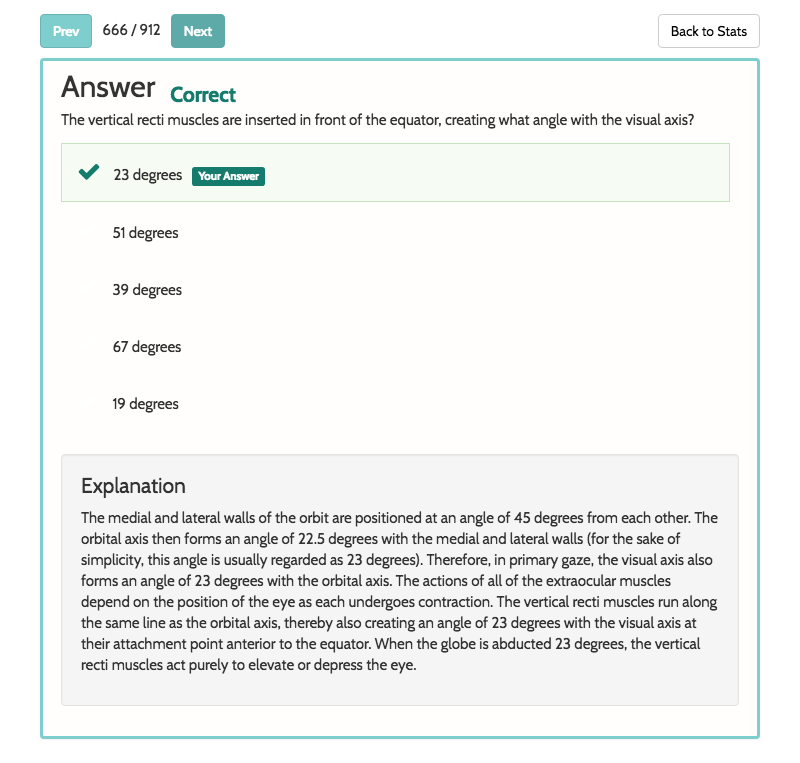 Prev 666 / 912 Next Back to Stats
Answer Correct
The vertical recti muscles are inserted in front of the equator, creating what angle with the visual axis?
23 degrees Your Answer
51 degrees
39 degrees
67 degrees
19 degrees
Explanation
The medial and lateral walls of the orbit are positioned at an angle of 45 degrees from each other. The
orbital axis then forms an angle of 22.5 degrees with the medial and lateral walls (for the sake of
simplicity, this angle is usually regarded as 23 degrees). Therefore, in primary gaze, the visual axis also
forms an angle of 23 degrees with the orbital axis. The actions of all of the extraocular muscles
depend on the position of the eye as each undergoes contraction. The vertical recti muscles run along
the same line as the orbital axis, thereby also creating an angle of 23 degrees with the visual axis at
their attachment point anterior to the equator. When the globe is abducted 23 degrees, the vertical
recti muscles act purely to elevate or depress the eye.